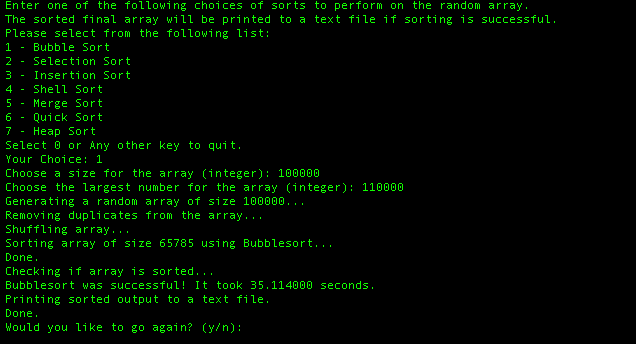 Enter one of the following choices of sorts to perform on the random array.
The sorted final array will be printed to a text file if sorting is successful.
Please select from the following list:
1 - Bubble Sort
2 - Selection Sort
3 - Insertion Sort
4 - Shell Sort
5 - Merge Sort
6 - Quick Sort
7 - Heap Sort
Select 0 or Any other key to quit.
Your Choice: 1
Choose a size for the array (integer): 100000
Choose the largest number for the array (integer): 110000
Generating a random array of size 100000...
Removing duplicates from the array...
Shuffling array...
Sorting array of size 65785 using Bubblesort...
Done.
Checking if array is sorted...
Bubblesort was successful! It took 35.114000 seconds.
Printing sorted output to a text file.
Done.
Would you like to go again? (y/n):